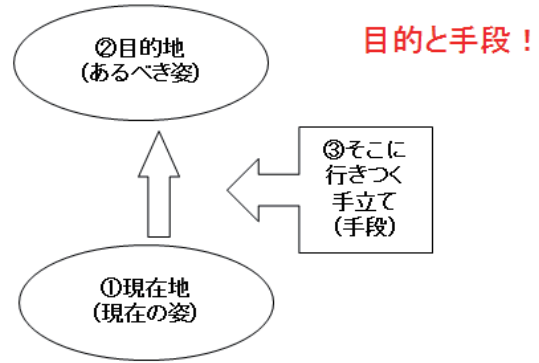 目的と手段！
②目的地
(あるべき姿)
③そこに
行きつく
手立て
(手段)
①現在地
(現在の姿)